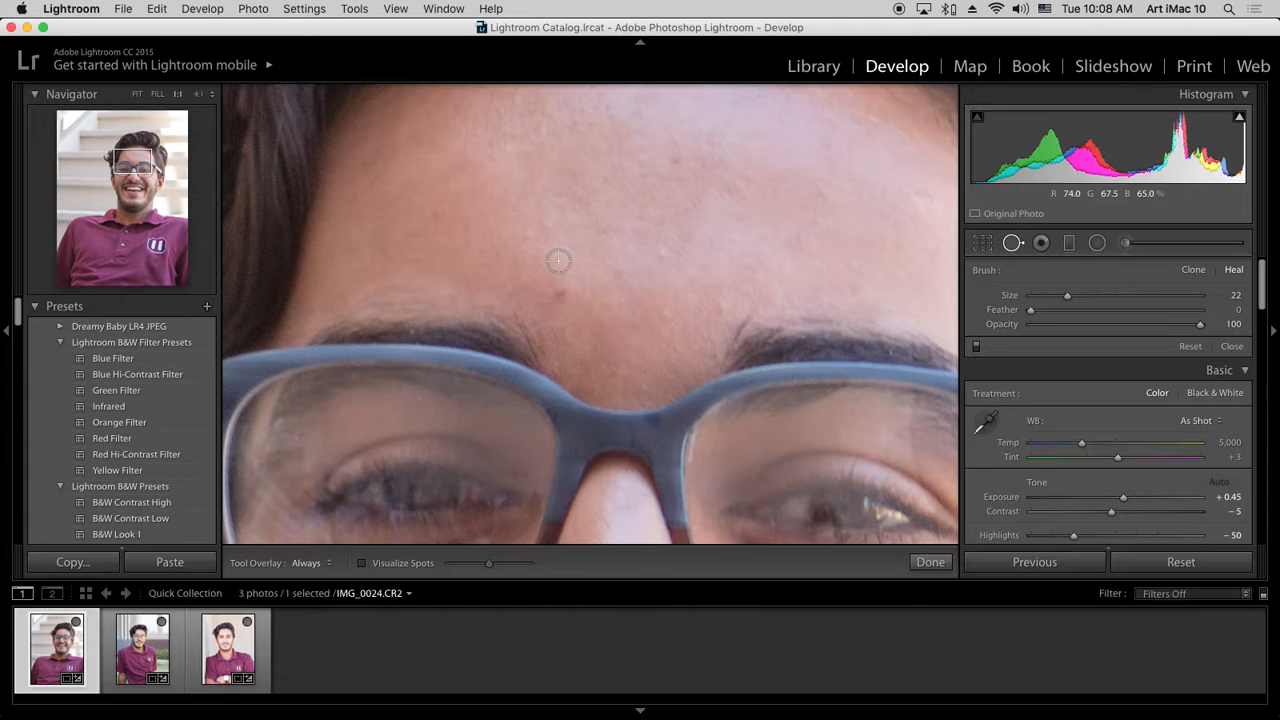 Lightroom File Edit Develop Photo Settings Tools View Window Help Tue 10:08 AM Art iMac 10
Lightroom Catalog.lrcat - Adobe Photoshop Lightroom - Develop
Lr Adobe Lightroom CC 2015
Get started with Lightroom mobile
Library Develop Map Book Slideshow Print Web
Navigator FIT FILL 1:1 4:1
Histogram
R 74.0 G 67.5 B 65.0 %
Original Photo
Brush: Clone Heal
Size 22
Feather 0
Opacity 100
Reset Close
Basic
Treatment: Color Black & White
WB: As Shot
Temp 5,000
Tint + 3
Tone Auto
Exposure + 0.45
Contrast – 5
Highlights – 50
Previous Reset
Presets +
Dreamy Baby LR4 JPEG
Lightroom B&W Filter Presets
Blue Filter
Blue Hi-Contrast Filter
Green Filter
Infrared
Orange Filter
Red Filter
Red Hi-Contrast Filter
Yellow Filter
Lightroom B&W Presets
B&W Contrast High
B&W Contrast Low
B&W Look 1
Copy... Paste
Tool Overlay: Always Visualize Spots Done
1 2 Quick Collection 3 photos / 1 selected / IMG_0024.CR2 Filter: Filters Off